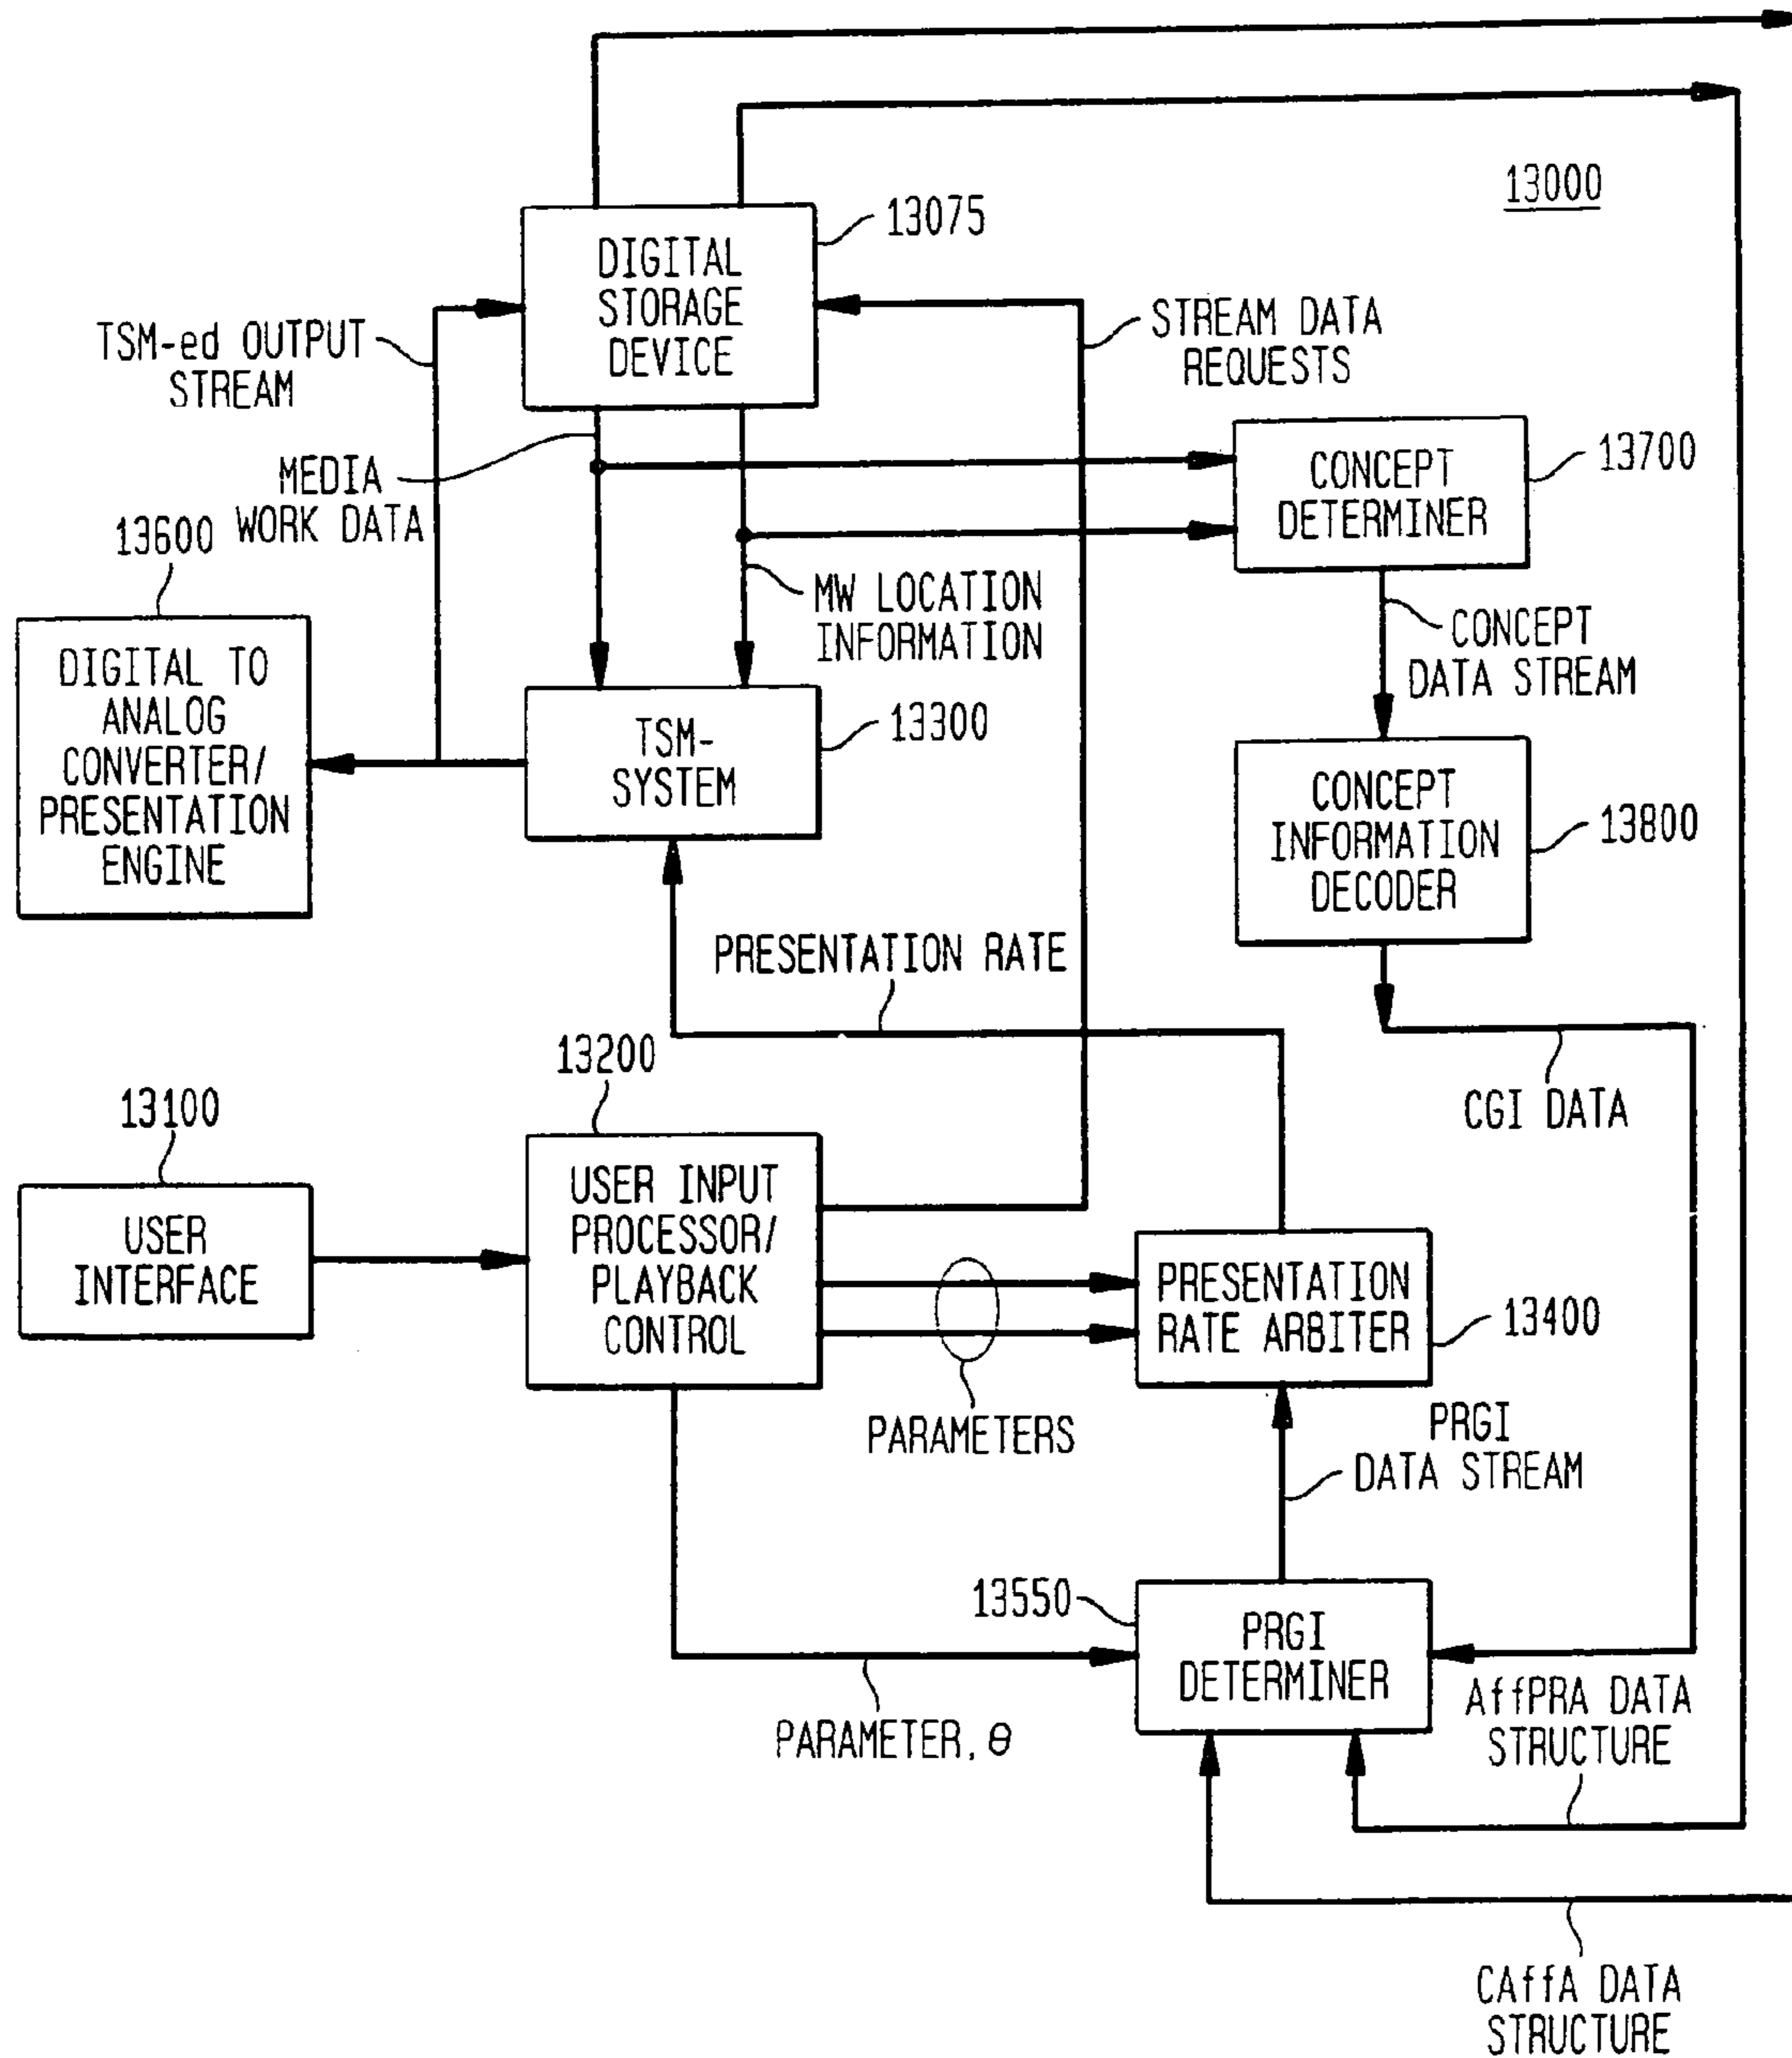 13000
13075
DIGITAL
STORAGE
DEVICE
TSM-ed OUTPUT
STREAM
STREAM DATA
REQUESTS
MEDIA
WORK DATA
13700
CONCEPT
DETERMINER
13600
MW LOCATION
INFORMATION
CONCEPT
DATA STREAM
DIGITAL TO
ANALOG
CONVERTER/
PRESENTATION
ENGINE
13300
TSM-
SYSTEM
CONCEPT
INFORMATION
DECODER
13800
PRESENTATION RATE
13200
13100
CGI DATA
USER
INTERFACE
USER INPUT
PROCESSOR/
PLAYBACK
CONTROL
PRESENTATION
RATE ARBITER
13400
PARAMETERS
PRGI
DATA STREAM
13550
PRGI
DETERMINER
PARAMETER, θ
AffPRA DATA
STRUCTURE
CAffA DATA
STRUCTURE